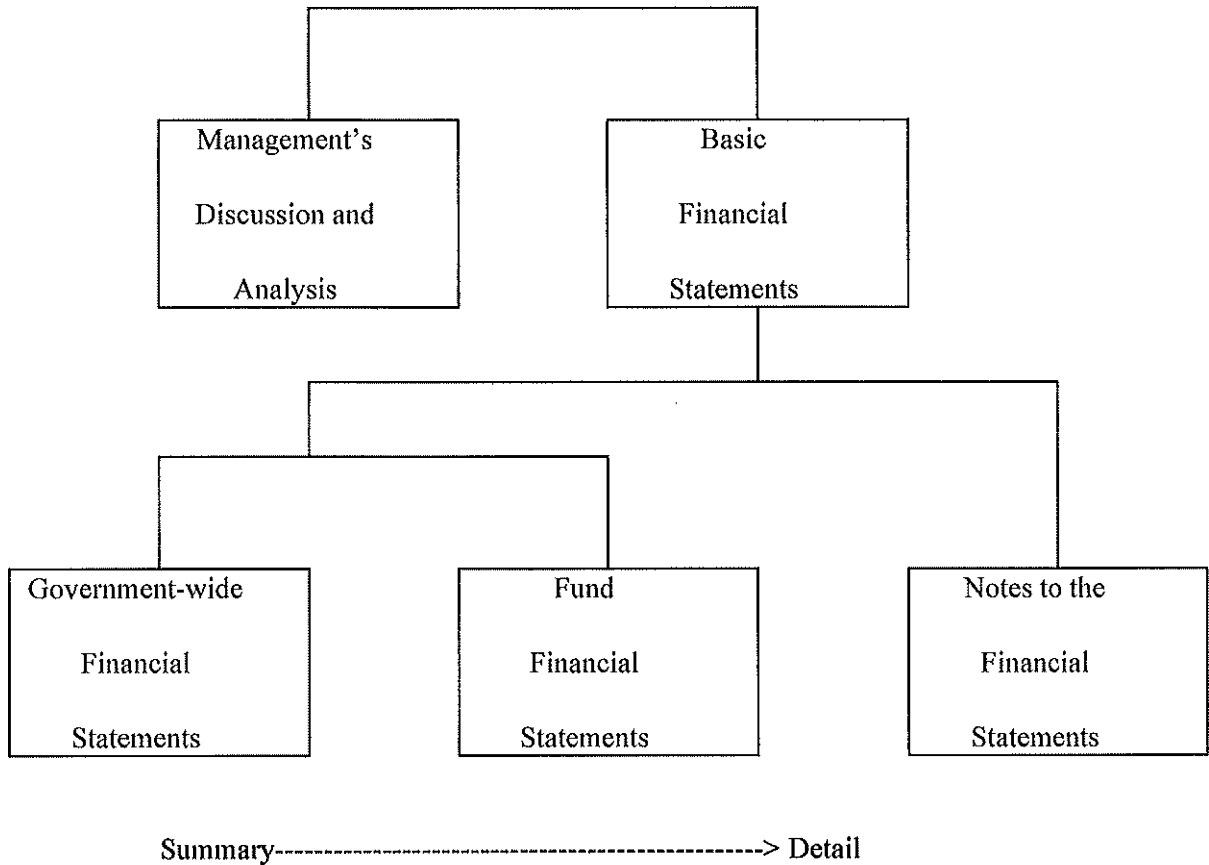 Management's
Discussion and
Analysis
Basic
Financial
Statements
Government-wide
Financial
Statements
Fund
Financial
Statements
Notes to the
Financial
Statements
Summary------------------------------------------------> Detail